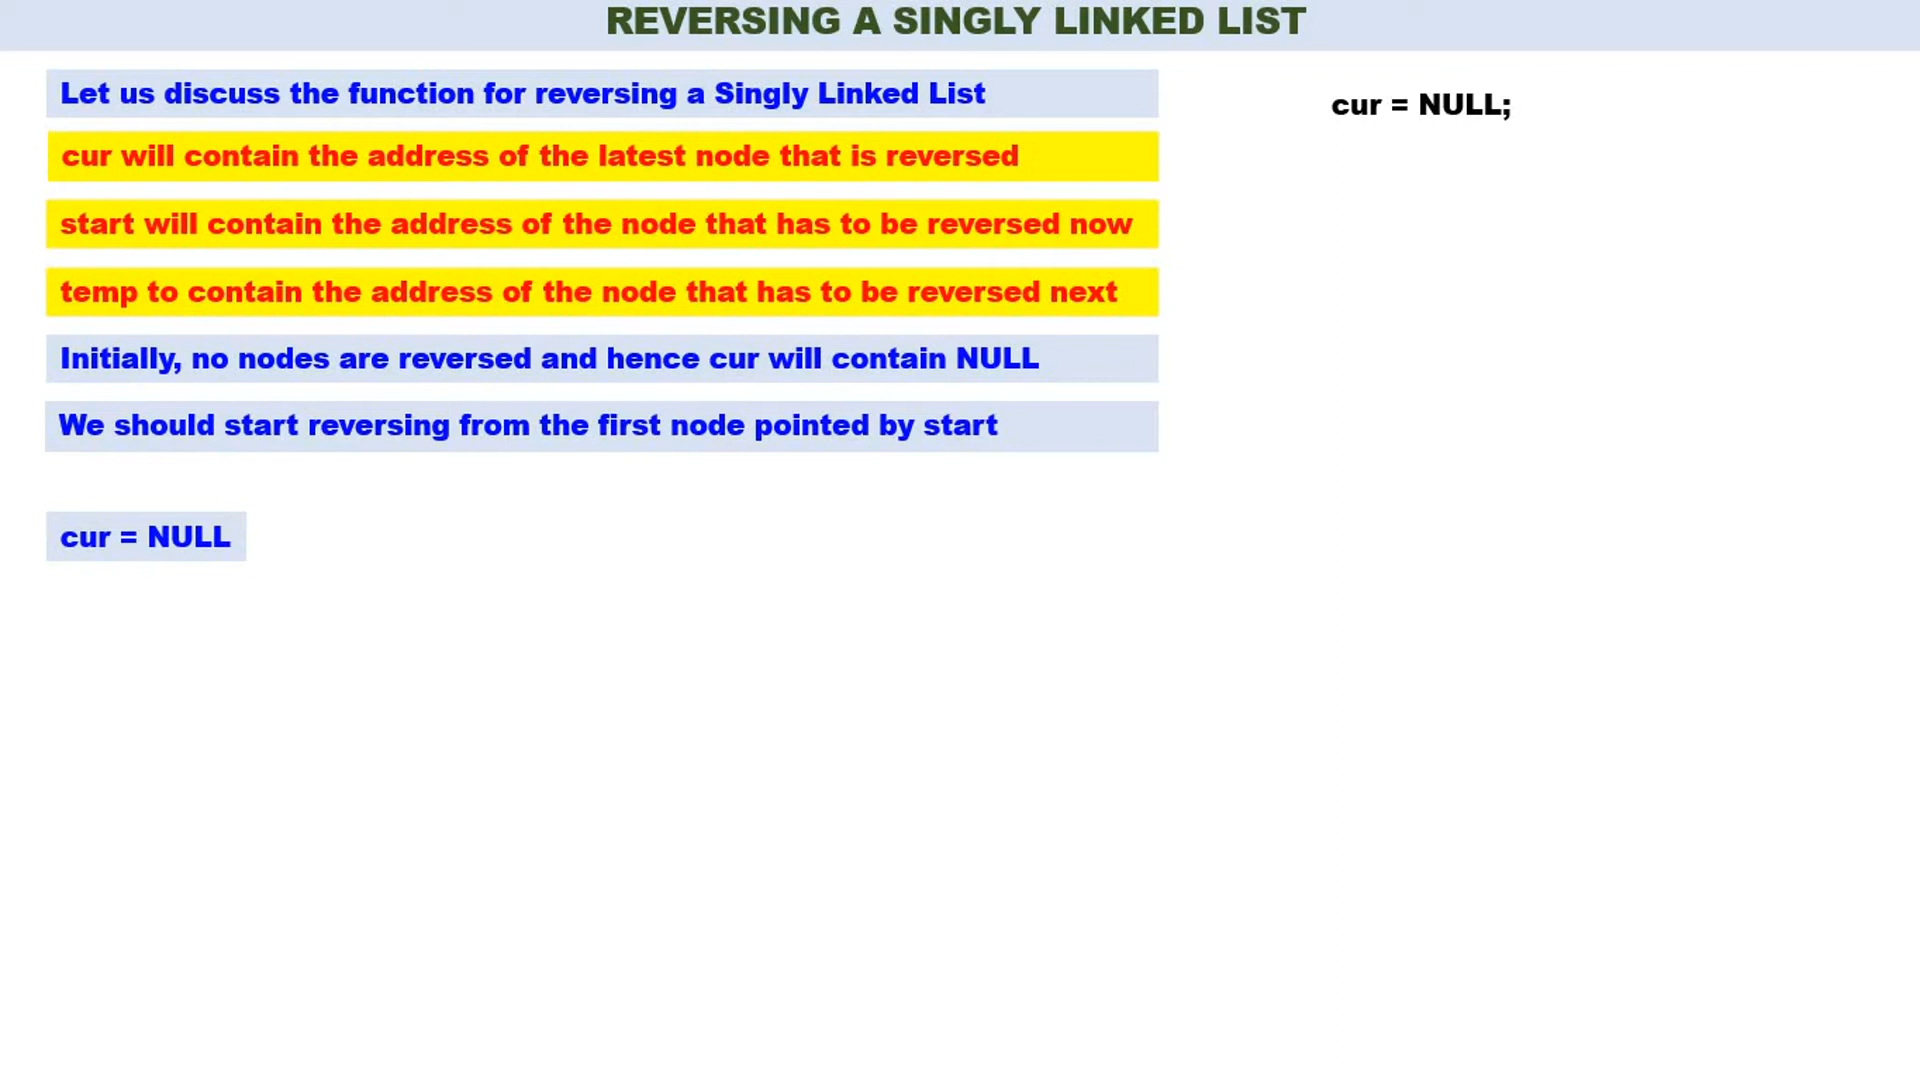 REVERSING A SINGLY LINKED LIST
Let us discuss the function for reversing a Singly Linked List
cur will contain the address of the latest node that is reversed
start will contain the address of the node that has to be reversed now
temp to contain the address of the node that has to be reversed next
Initially, no nodes are reversed and hence cur will contain NULL
We should start reversing from the first node pointed by start
cur = NULL
cur = NULL;